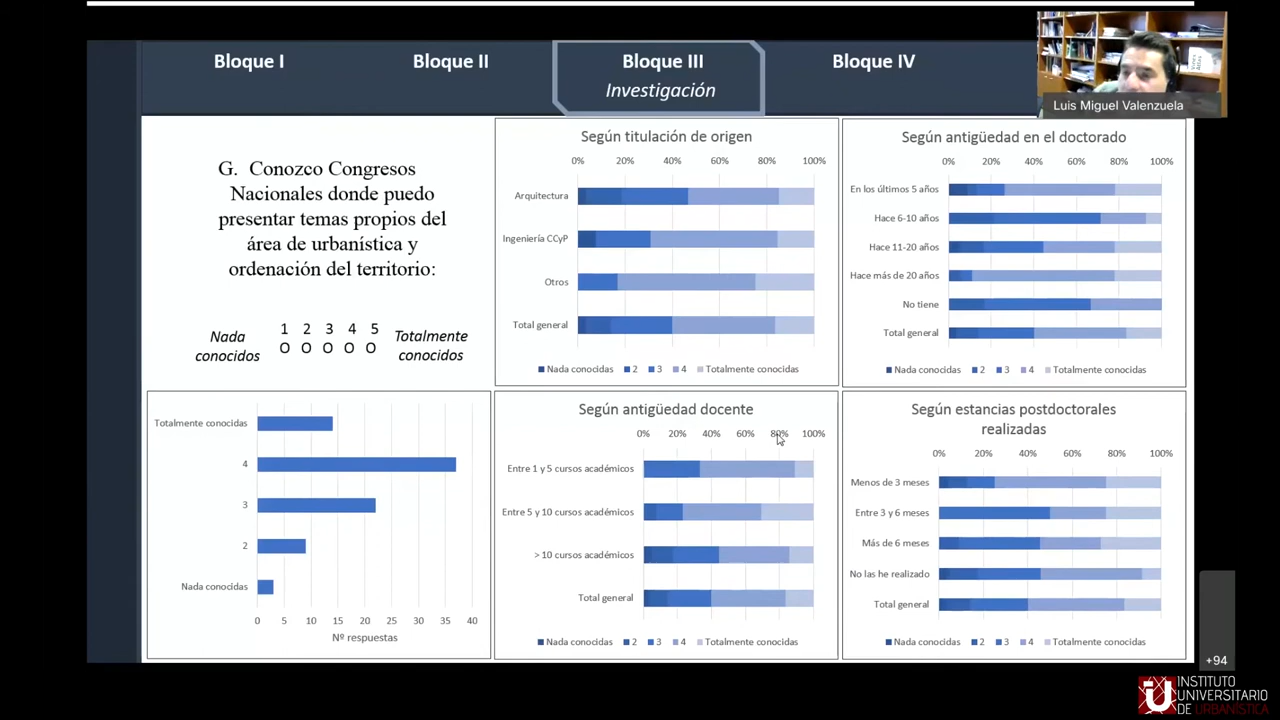 Bloque I
Bloque II
Bloque III
Investigación
Bloque IV
Luis Miguel Valenzuela
G. Conozco Congresos
Nacionales donde puedo
presentar temas propios del
área de urbanística y
ordenación del territorio:
Nada
conocidos
1 2 3 4 5
O O O O O
Totalmente
conocidos
Según titulación de origen
0% 20% 40% 60% 80% 100%
Arquitectura
Ingeniería CCyP
Otros
Total general
Nada conocidas 2 3 4 Totalmente conocidas
Según antigüedad en el doctorado
0% 20% 40% 60% 80% 100%
En los últimos 5 años
Hace 6-10 años
Hace 11-20 años
Hace más de 20 años
No tiene
Total general
Nada conocidas 2 3 4 Totalmente conocidas
Totalmente conocidas
4
3
2
Nada conocidas
0 5 10 15 20 25 30 35 40
Nº respuestas
Según antigüedad docente
0% 20% 40% 60% 80% 100%
Entre 1 y 5 cursos académicos
Entre 5 y 10 cursos académicos
> 10 cursos académicos
Total general
Nada conocidas 2 3 4 Totalmente conocidas
Según estancias postdoctorales
realizadas
0% 20% 40% 60% 80% 100%
Menos de 3 meses
Entre 3 y 6 meses
Más de 6 meses
No las he realizado
Total general
Nada conocidas 2 3 4 Totalmente conocidas
+94
INSTITUTO
UNIVERSITARIO
DE URBANÍSTICA